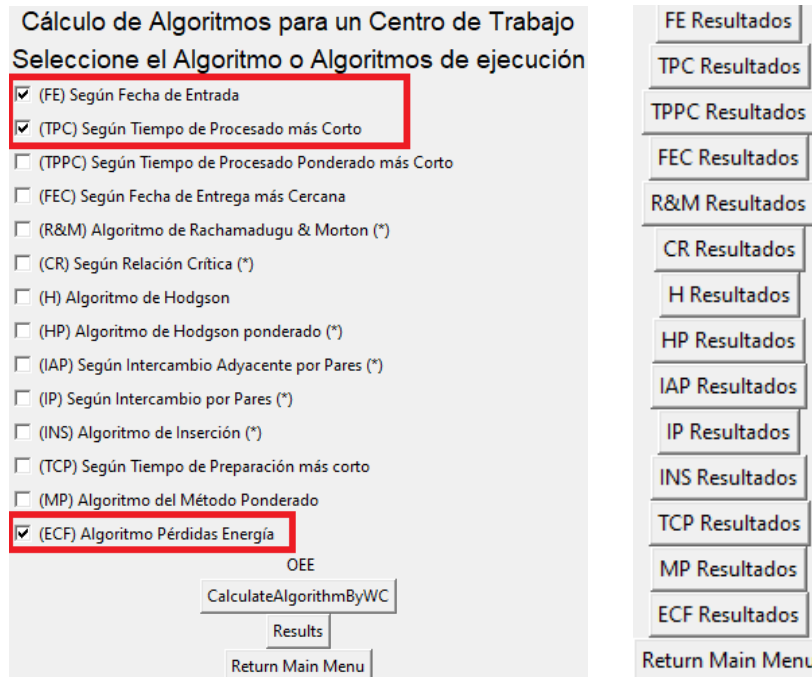 Cálculo de Algoritmos para un Centro de Trabajo
Seleccione el Algoritmo o Algoritmos de ejecución
(FE) Según Fecha de Entrada
(TPC) Según Tiempo de Procesado más Corto
(TPPC) Según Tiempo de Procesado Ponderado más Corto
(FEC) Según Fecha de Entrega más Cercana
(R&M) Algoritmo de Rachamadugu & Morton (*)
(CR) Según Relación Crítica (*)
(H) Algoritmo de Hodgson
(HP) Algoritmo de Hodgson ponderado (*)
(IAP) Según Intercambio Adyacente por Pares (*)
(IP) Según Intercambio por Pares (*)
(INS) Algoritmo de Inserción (*)
(TCP) Según Tiempo de Preparación más corto
(MP) Algoritmo del Método Ponderado
(ECF) Algoritmo Pérdidas Energía
OEE
CalculateAlgorithmByWC
Results
Return Main Menu
FE Resultados
TPC Resultados
TPPC Resultados
FEC Resultados
R&M Resultados
CR Resultados
H Resultados
HP Resultados
IAP Resultados
IP Resultados
INS Resultados
TCP Resultados
MP Resultados
ECF Resultados
Return Main Menu